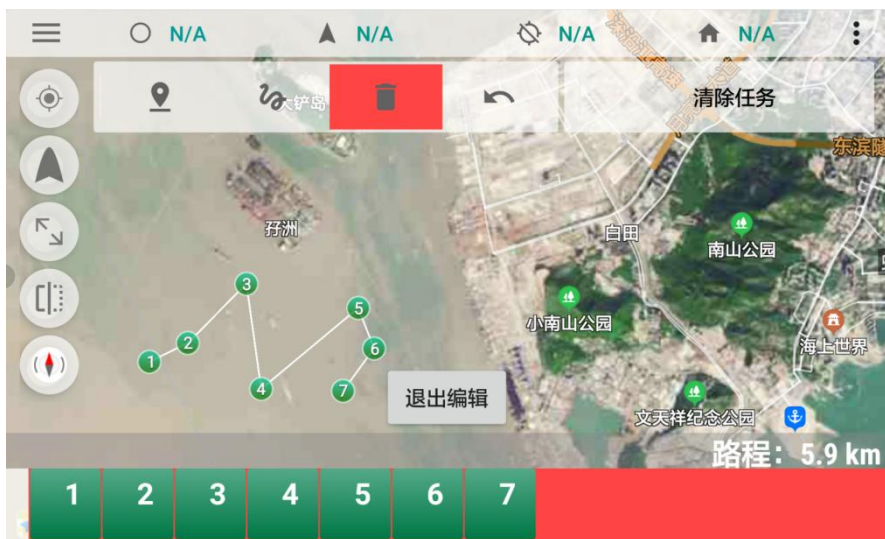 N/A
N/A
N/A
N/A
清除任务
大铲岛
东滨隧
孖洲
白田
南山公园
小南山公园
海上世界
文天祥纪念公园
3
5
2
6
1
4
7
退出编辑
路程：5.9 km
1 2 3 4 5 6 7